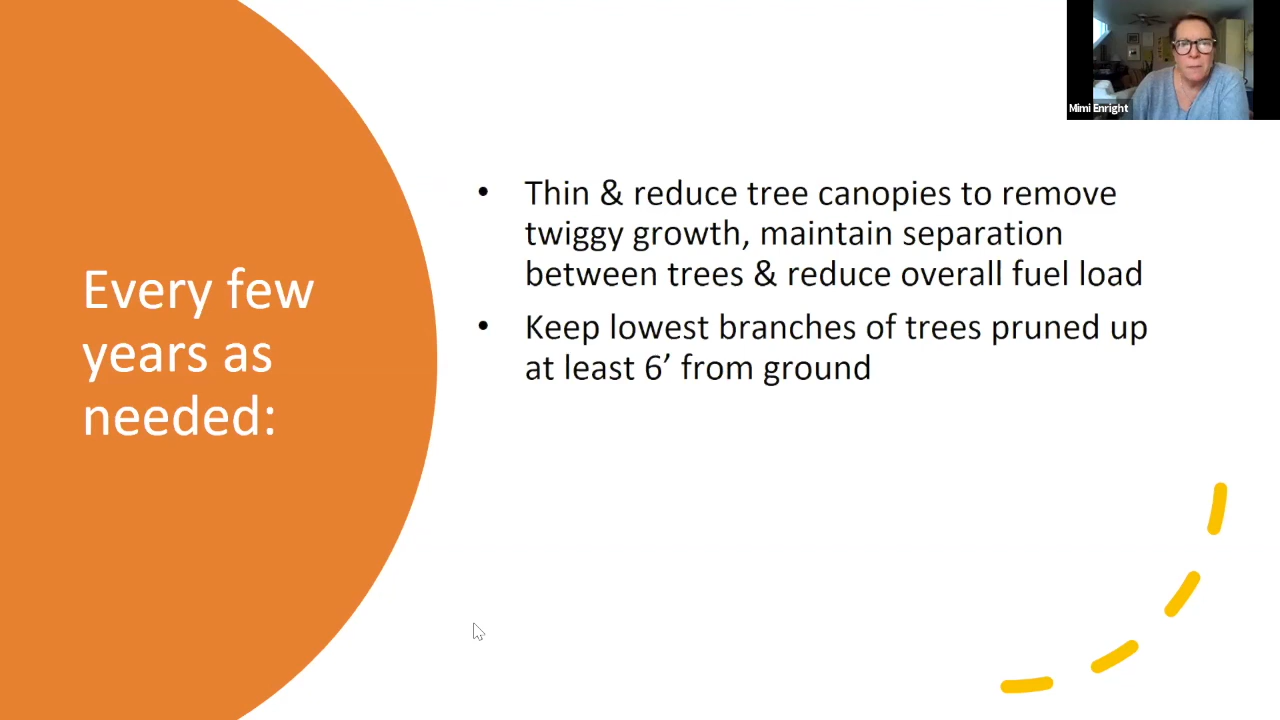 Mimi Enright
Every few
years as
needed:
• Thin & reduce tree canopies to remove
twiggy growth, maintain separation
between trees & reduce overall fuel load
• Keep lowest branches of trees pruned up
at least 6’ from ground